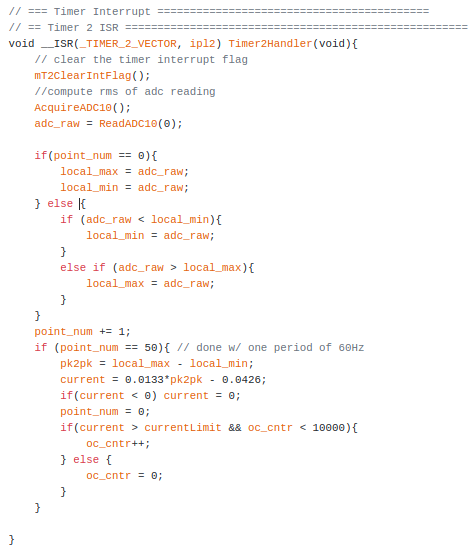 // === Timer Interrupt ==========================================
// == Timer 2 ISR =====================================================
void __ISR(_TIMER_2_VECTOR, ipl2) Timer2Handler(void){
    // clear the timer interrupt flag
    mT2ClearIntFlag();
    //compute rms of adc reading
    AcquireADC10();
    adc_raw = ReadADC10(0);

    if(point_num == 0){
        local_max = adc_raw;
        local_min = adc_raw;
    } else {
        if (adc_raw < local_min){
            local_min = adc_raw;
        }
        else if (adc_raw > local_max){
            local_max = adc_raw;
        }
    }
    point_num += 1;
    if (point_num == 50){ // done w/ one period of 60Hz
        pk2pk = local_max - local_min;
        current = 0.0133*pk2pk - 0.0426;
        if(current < 0) current = 0;
        point_num = 0;
        if(current > currentLimit && oc_cntr < 10000){
            oc_cntr++;
        } else {
            oc_cntr = 0;
        }
    }

}